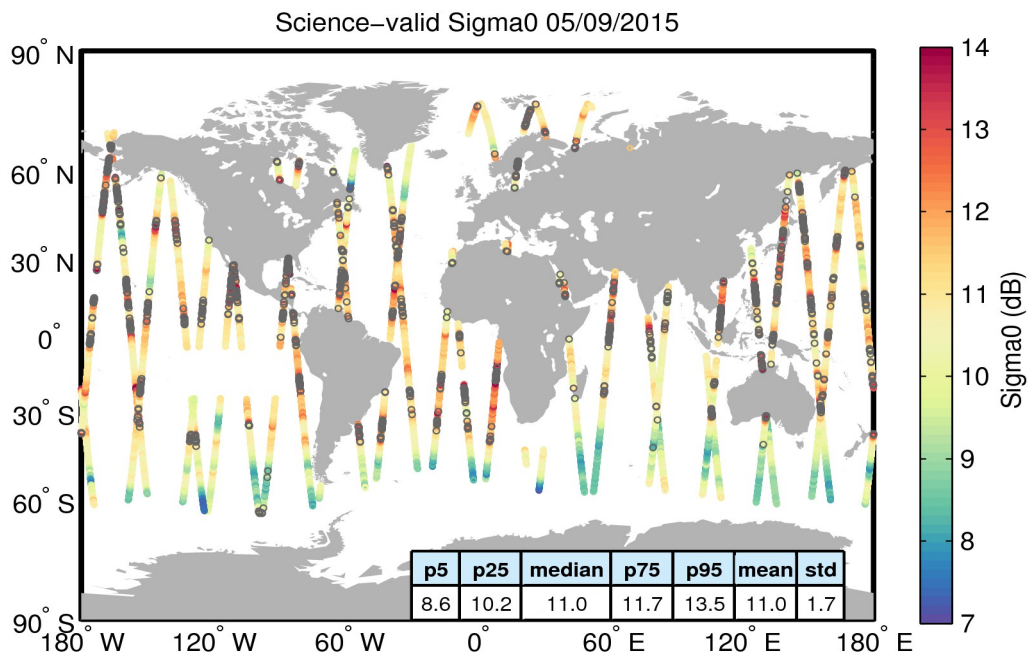 Science−valid Sigma0 05/09/2015
90° N
60° N
30° N
0°
30° S
60° S
90° S
180° W 120° W 60° W 0° 60° E 120° E 180° E
p5 p25 median p75 p95 mean std
8.6 10.2 11.0 11.7 13.5 11.0 1.7
14
13
12
11
10
9
8
7
Sigma0 (dB)